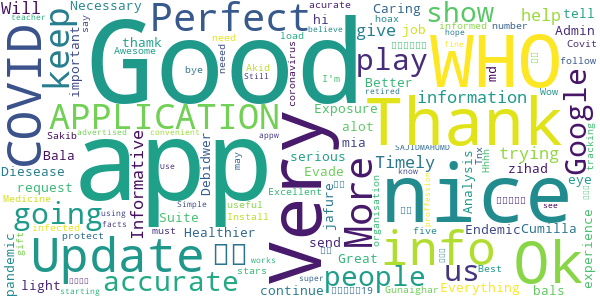 Will
Necessary
Perfect
Caring
hoax
acurate
hi
show
help
tell
say
teacher
COVID
keep
important
thamk
Awesome
bye
need
neeed
Akid
Still
load
believe
I'm
coronavirus
give
job
Better
number
informed
hope
fine
md
Admin
Covit
follow
Wow
retired
Good
WHO
play
APPLICATION
information
Exposure
alot
mia
Sakib
Bala
Diesease
request
advertised
convenient
appw
Informative
Debidwer
may
use
Simple
Suite
useful
Install
Healthier
must
facts
using
gift
protect
starting
works
super
stars
five
app
Very
More
Thank
Google
tracking
SAJIDMAHOMD
Tnx
Hhhh
trying
zihad
eye
Timely
serious
Evade
Excellent
jafure
organisation
proffession
know
see
Analysis
going
Medicine
infected
pandemic
light
Update
accurate
send
people
continue
Great
us
info
nice
Ok
Endemic
Cumilla
Everything
Best
Gunaighar
bals
experience
19